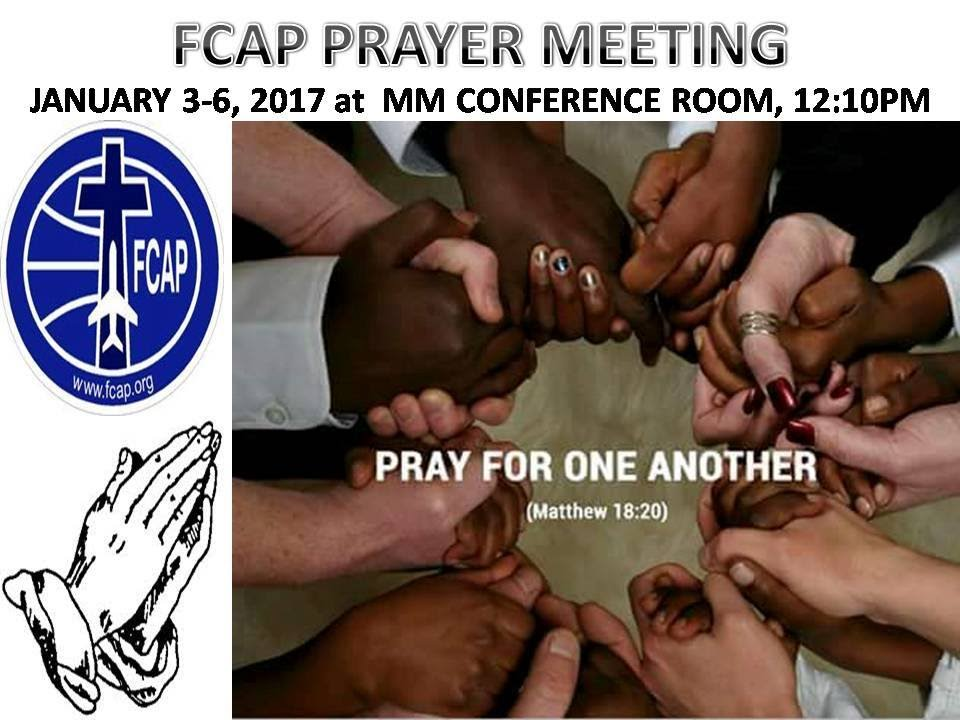 FCAP PRAYER MEETING
JANUARY 3-6, 2017 at MM CONFERENCE ROOM, 12:10PM
FCAP
www.fcap.org
PRAY FOR ONE ANOTHER
(Matthew 18:20)